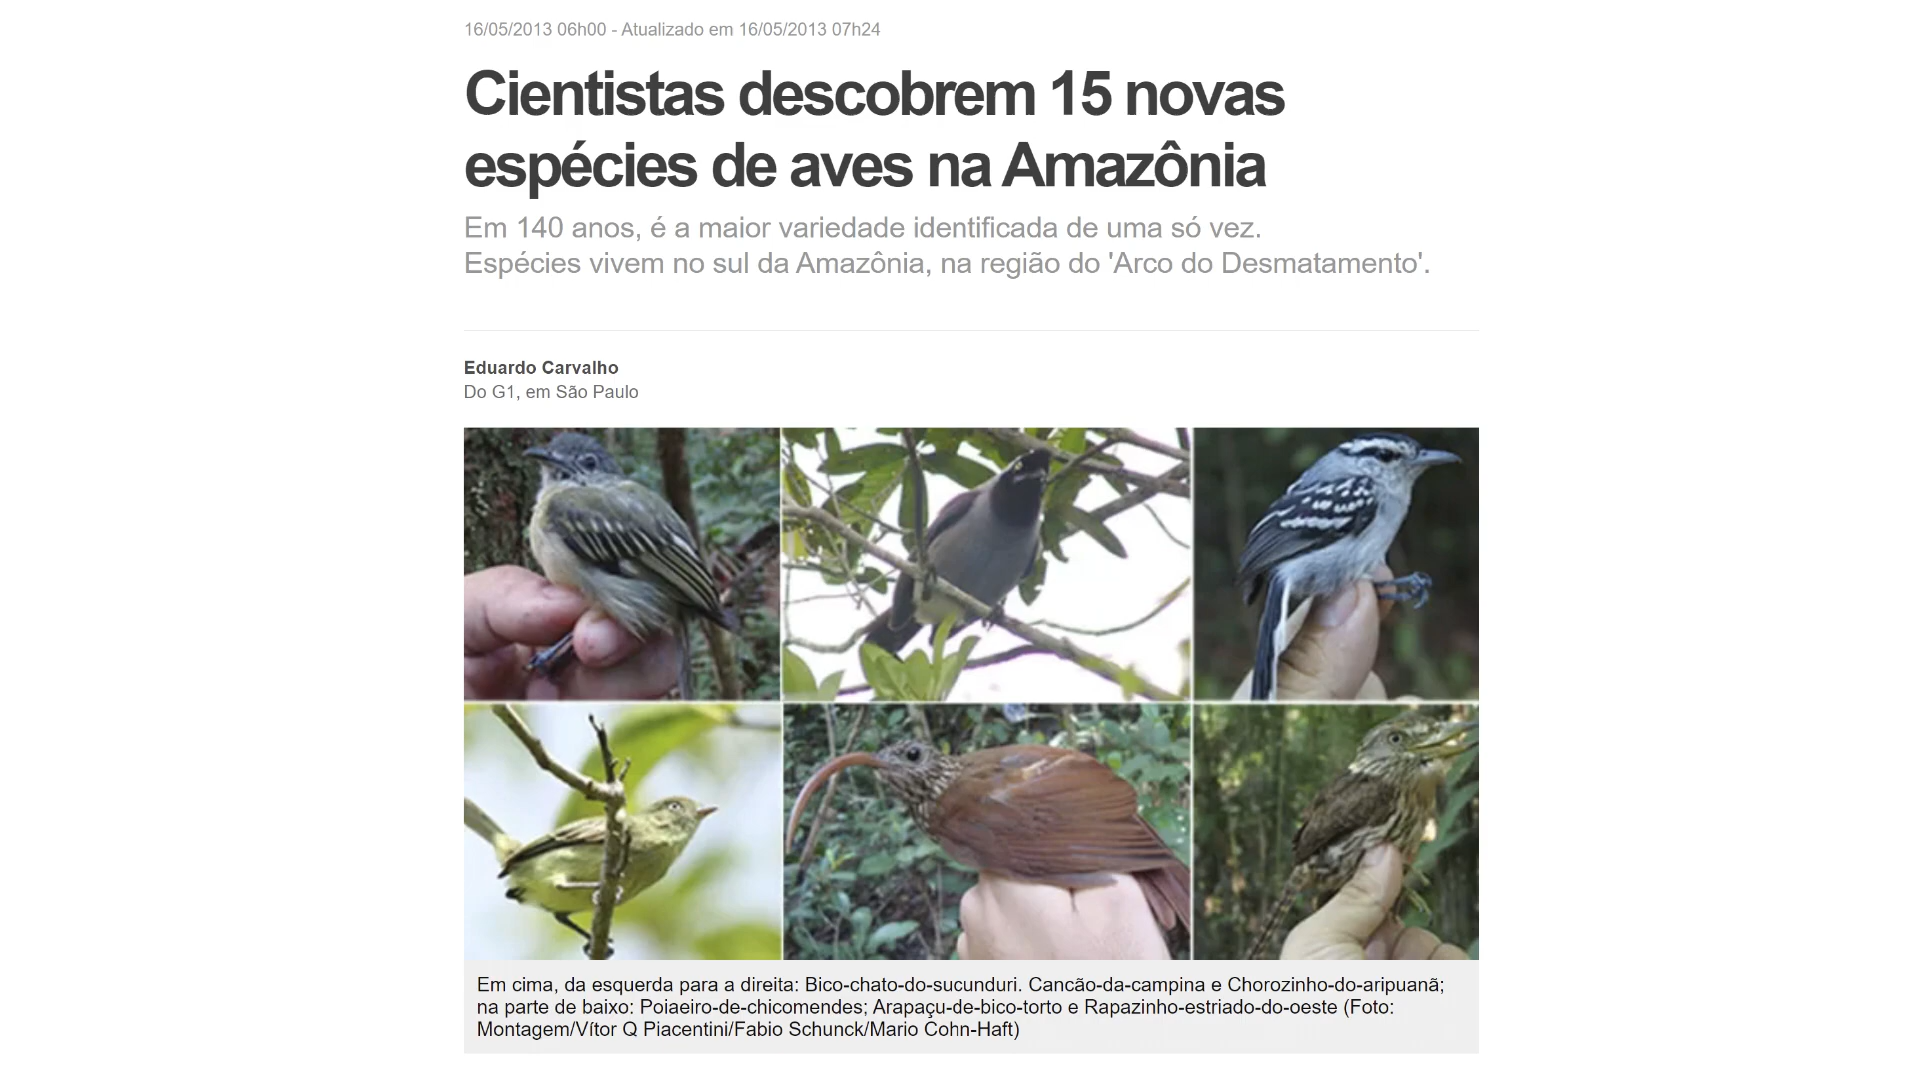 16/05/2013 06h00 - Atualizado em 16/05/2013 07h24
Cientistas descobrem 15 novas
espécies de aves na Amazônia
Em 140 anos, é a maior variedade identificada de uma só vez.
Espécies vivem no sul da Amazônia, na região do 'Arco do Desmatamento'.
Eduardo Carvalho
Do G1, em São Paulo
Em cima, da esquerda para a direita: Bico-chato-do-sucunduri. Cancão-da-campina e Chorozinho-do-aripuanã;
na parte de baixo: Poiaeiro-de-chicomendes; Arapaçu-de-bico-torto e Rapazinho-estriado-do-oeste (Foto:
Montagem/Vítor Q Piacentini/Fabio Schunck/Mario Cohn-Haft)